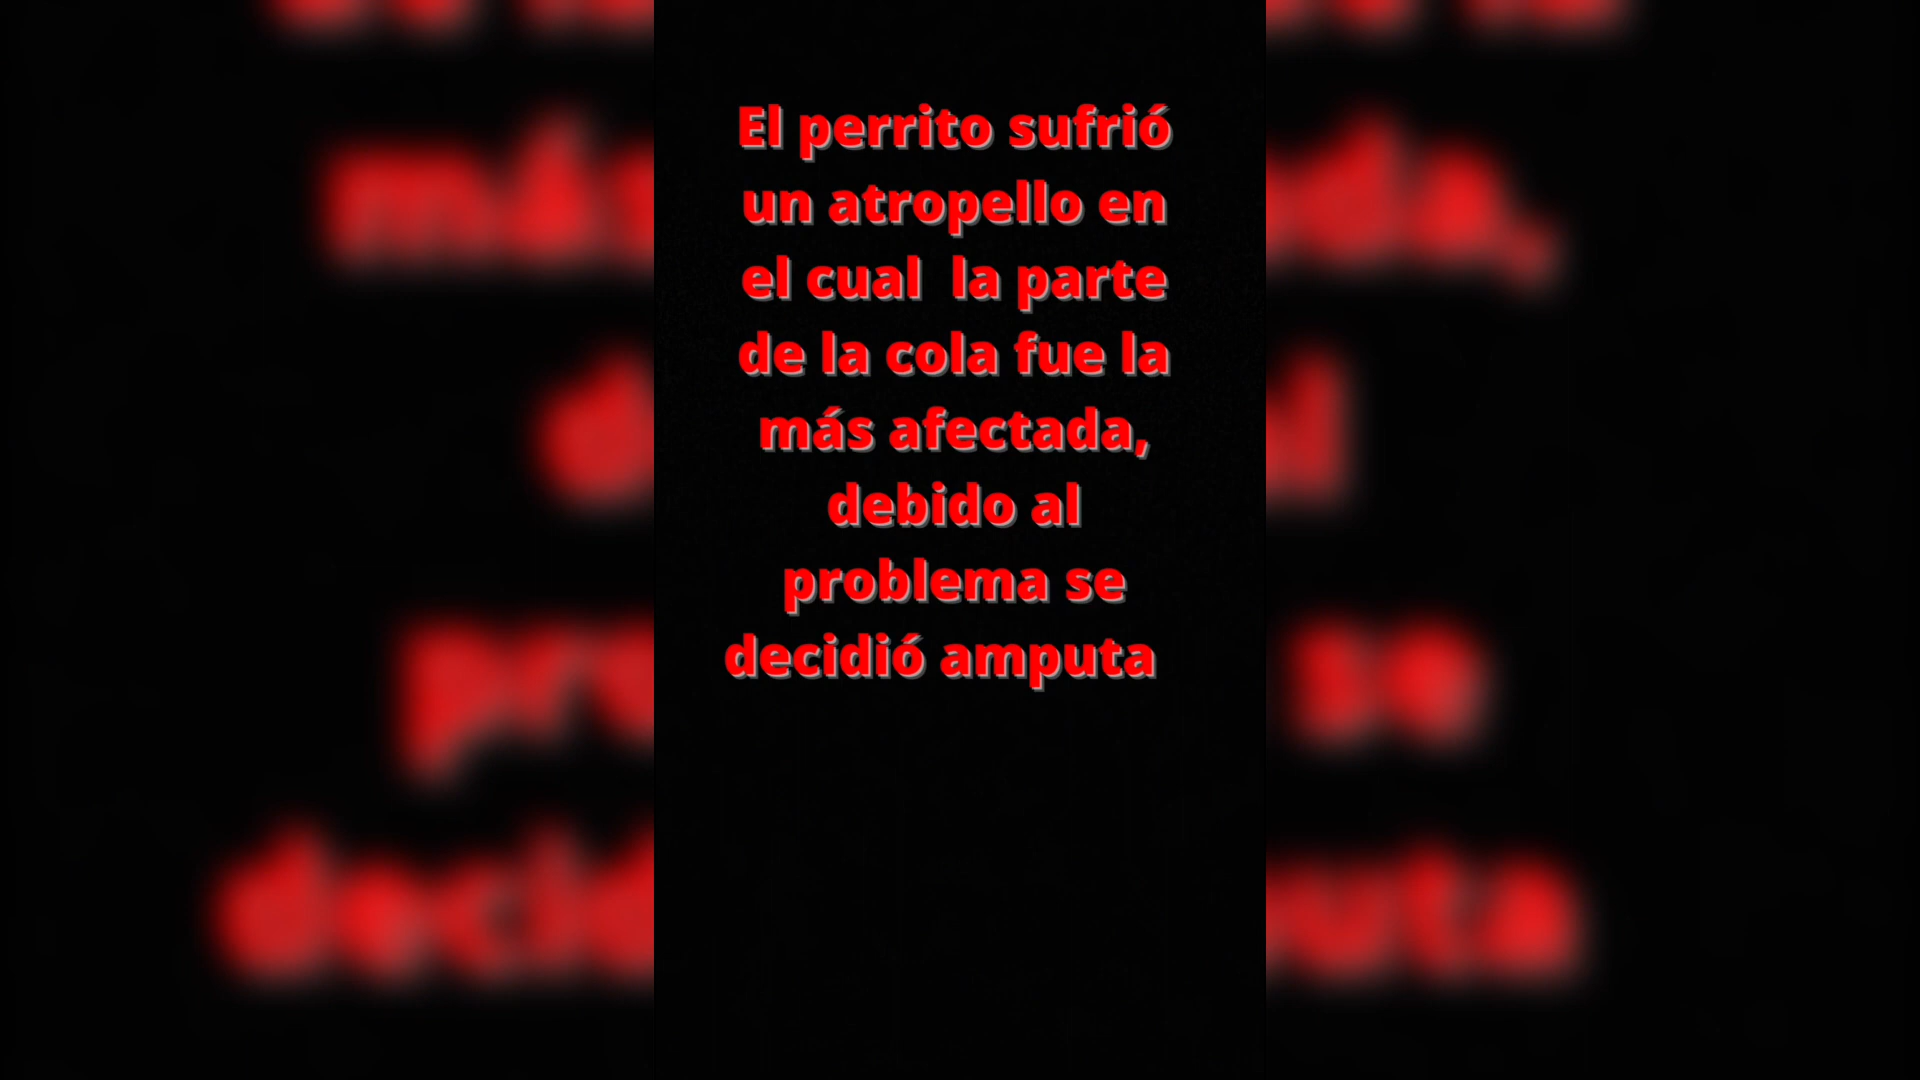 El perrito sufrió
un atropello en
el cual  la parte
de la cola fue la
más afectada,
debido al
problema se
decidió amputa